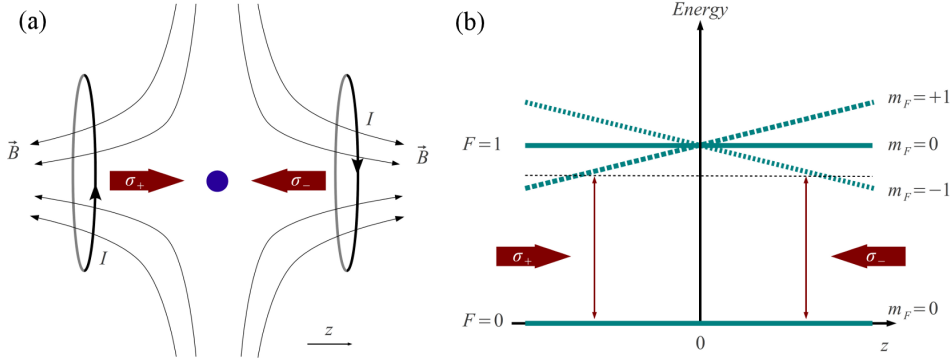 (a)
I
B⃗
B⃗
σ₊
σ₋
I
z
(b)
Energy
m_F=+1
F=1
m_F=0
m_F=−1
σ₊
σ₋
F=0
m_F=0
0
z